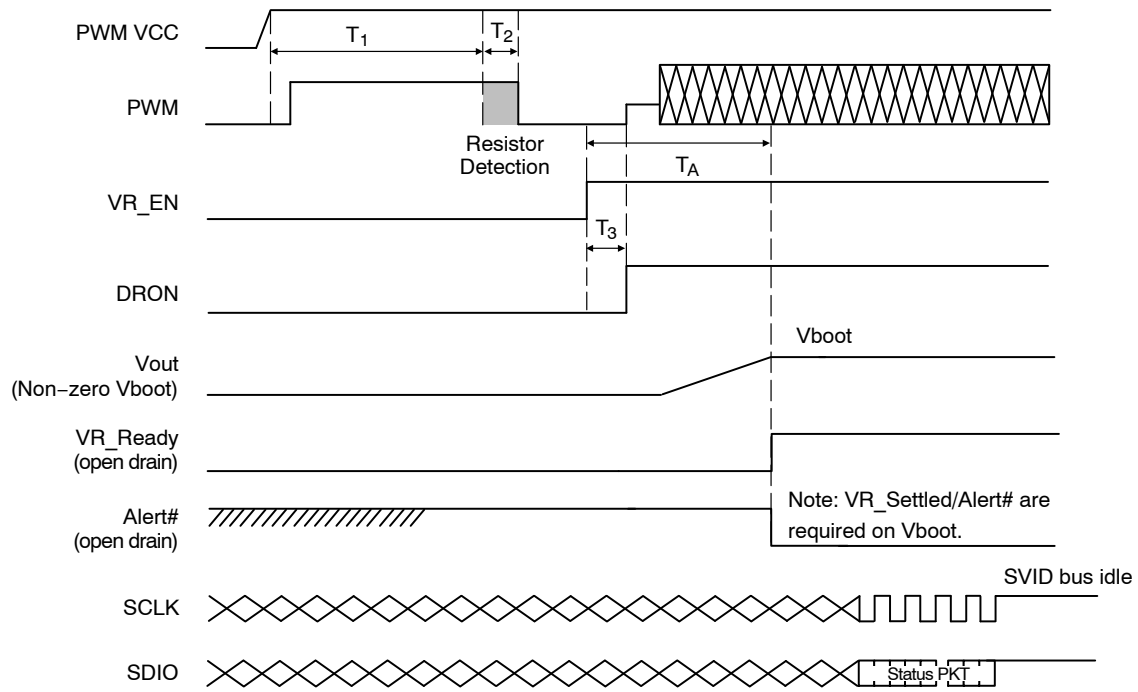 PWM VCC
T1
T2
PWM
Resistor
Detection
TA
VR_EN
T3
DRON
Vboot
Vout
(Non−zero Vboot)
VR_Ready
(open drain)
Note: VR_Settled/Alert# are
required on Vboot.
Alert#
(open drain)
SVID bus idle
SCLK
SDIO
Status PKT